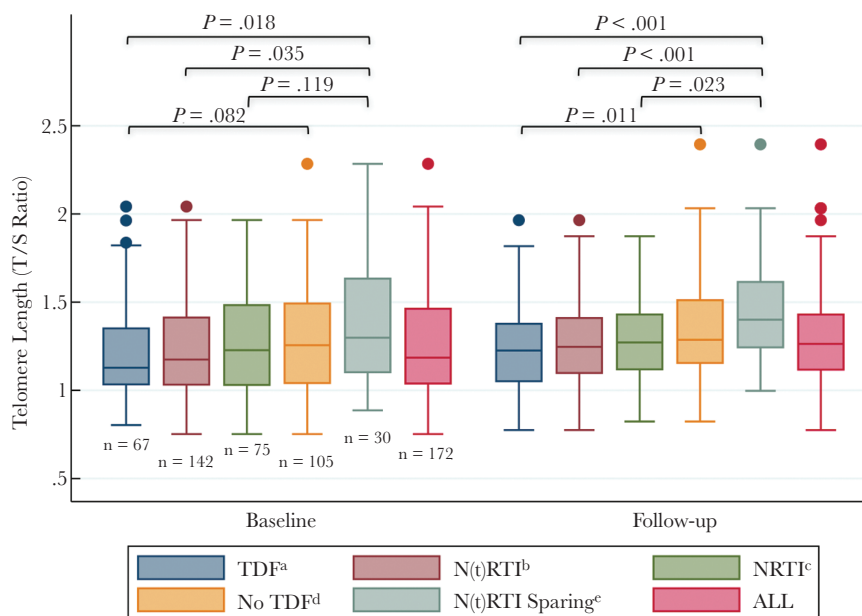 P = .018
P < .001
P = .035
P < .001
P = .119
P = .023
P = .082
P = .011
Telomere Length (T/S Ratio)
2.5
2
1.5
1
.5
n = 67
n = 142
n = 75
n = 105
n = 30
n = 172
Baseline
Follow-up
TDFᵃ
N(t)RTIᵇ
NRTIᶜ
No TDFᵈ
N(t)RTI Sparingᵉ
ALL